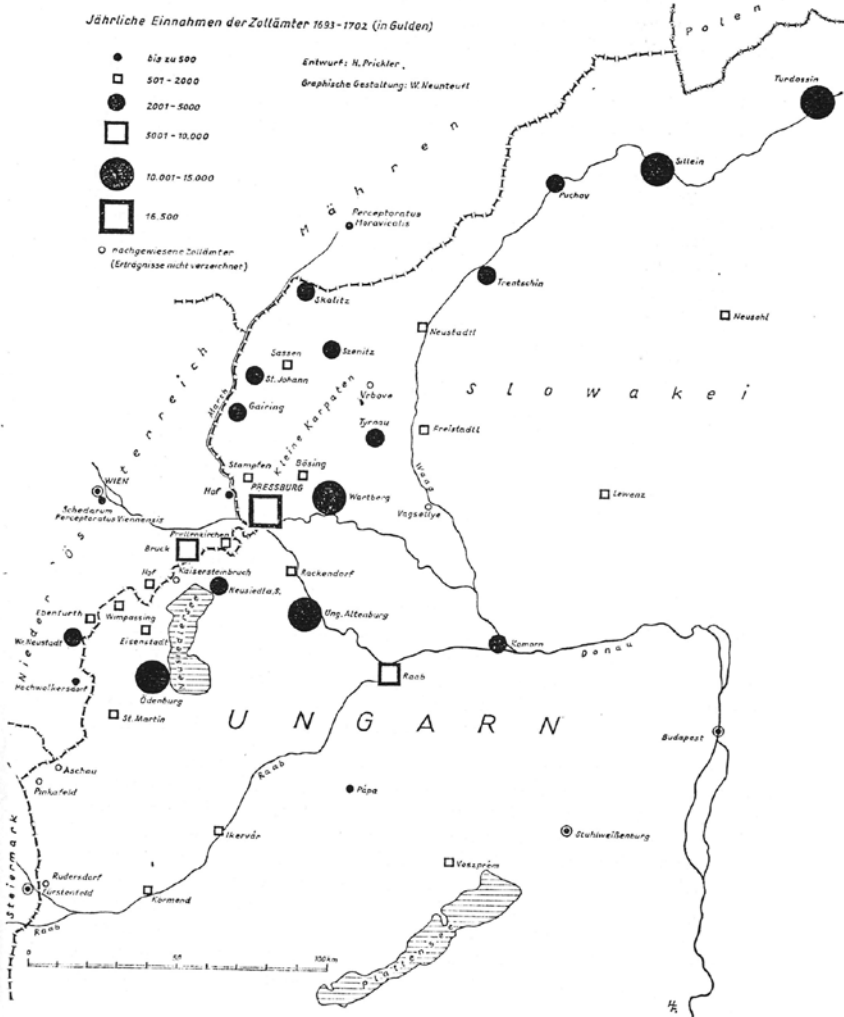 Jährliche Einnahmen der Zollämter 1693-1702 (in Gulden)
bis zu 500
501-2000
2001-5000
5001-10.000
10.001-15.000
16.500
nachgewiesene Zollämter
(Erträgnisse nicht verzeichnet)
Entwurf: H. Prickler.
Graphische Gestaltung: W. Neunteufl
Polen
Turdossin
Sillein
Puchov
Mähren
Perceptoratus
Moravicalis
Trentschin
Skalitz
Neustadtl
Neusohl
Szenitz
Sassen
St. Johann
Slowakei
Vrbove
Gairing
March
Kleine Karpaten
Tyrnau
Freistadtl
Niederösterreich
Stampfen
Bösing
WIEN
Hof
PRESSBURG
Wartberg
Waag
Lewenz
Schedarum
Perceptoratus Viennensis
Vagsellye
Prellenkirchen
Bruck
Hof
Kaisersteinbruch
Rackendorf
Neusiedl a. S.
Ebenfurth
Wimpassing
Neusiedlersee
Ung. Altenburg
Eisenstadt
Wr. Neustadt
Komorn
Donau
Hochwolkersdorf
Ödenburg
Raab
St. Martin
UNGARN
Budapest
Raab
Aschau
Pinkafeld
Pápa
Ikervár
Stuhlweißenburg
Steiermark
Veszprém
Rudersdorf
Fürstenfeld
Körmend
Raab
Plattensee
0 50 100 km